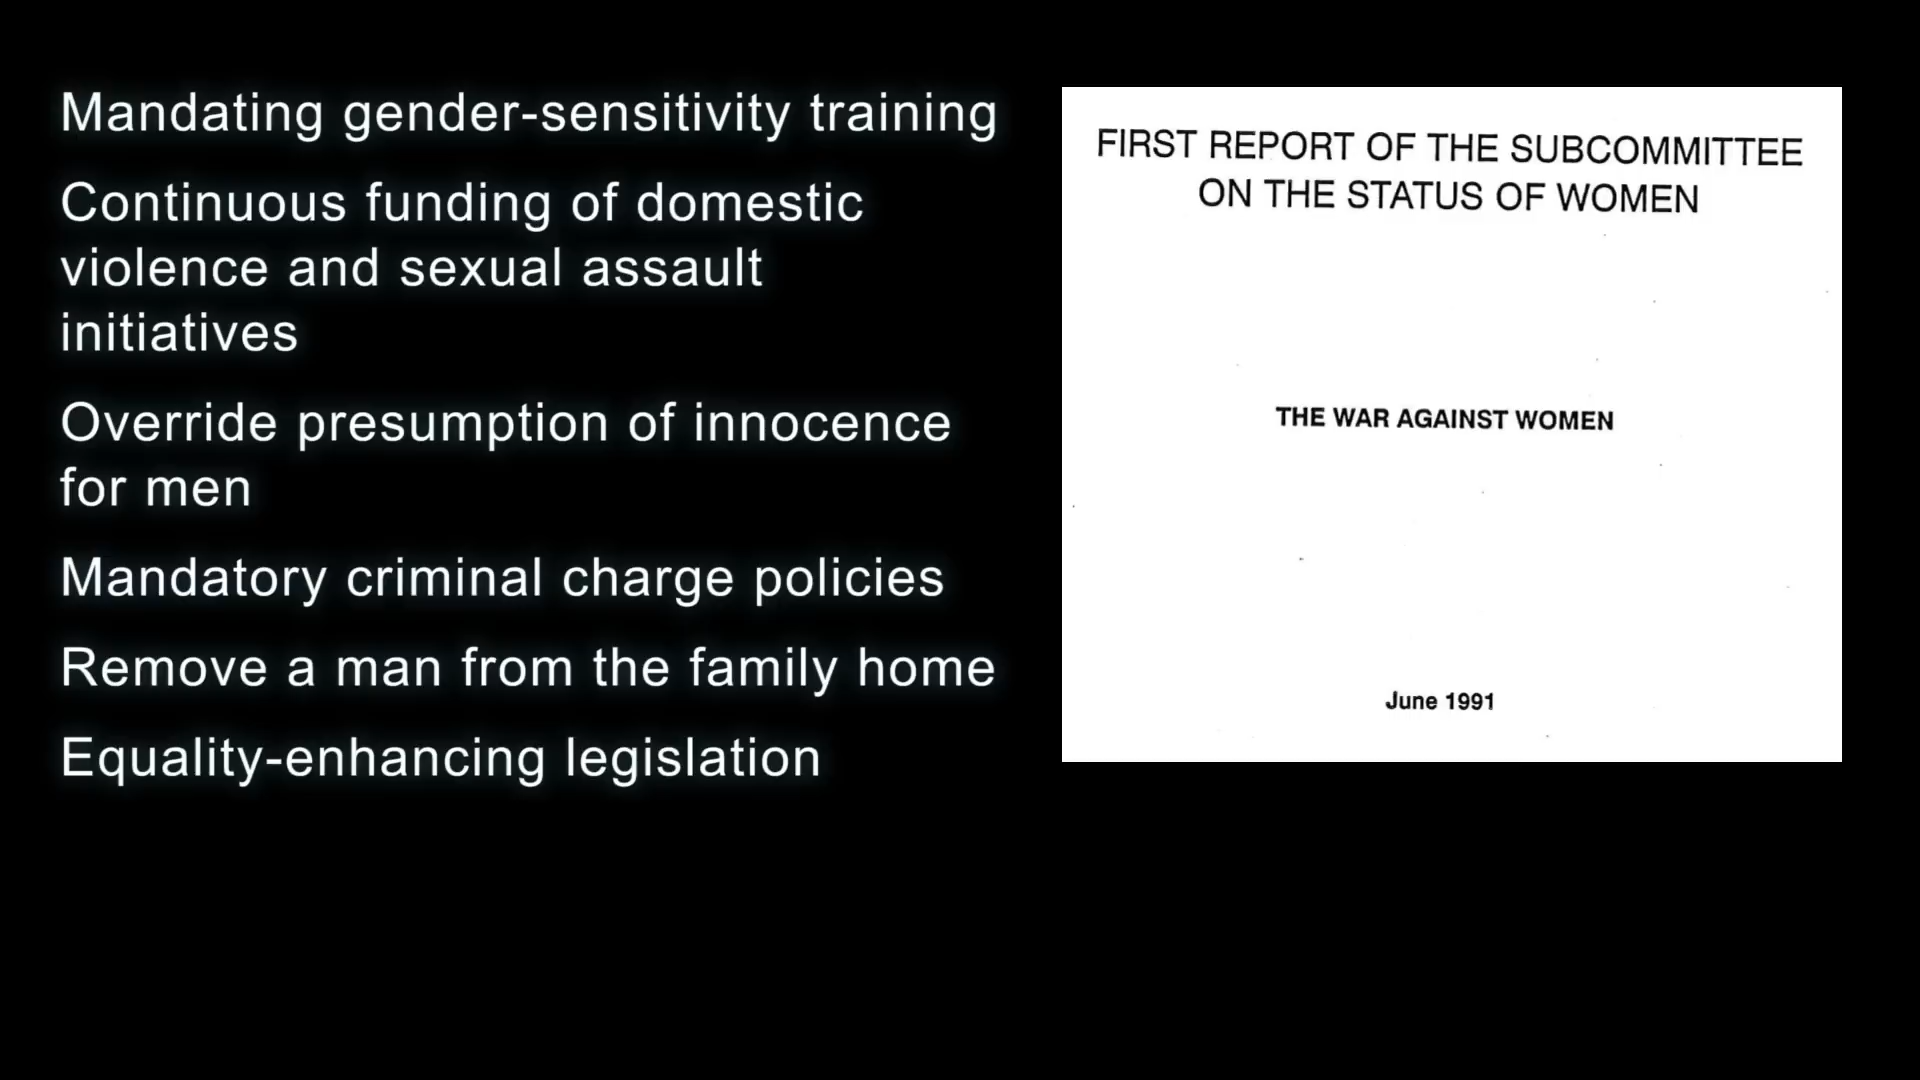 Mandating gender-sensitivity training
Continuous funding of domestic
violence and sexual assault
initiatives
Override presumption of innocence
for men
Mandatory criminal charge policies
Remove a man from the family home
Equality-enhancing legislation
FIRST REPORT OF THE SUBCOMMITTEE
ON THE STATUS OF WOMEN
THE WAR AGAINST WOMEN
June 1991